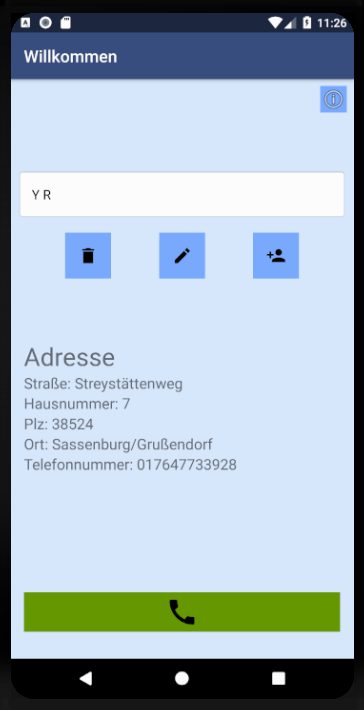 11:26
Willkommen
Y R
Adresse
Straße: Streystättenweg
Hausnummer: 7
Plz: 38524
Ort: Sassenburg/Grußendorf
Telefonnummer: 017647733928